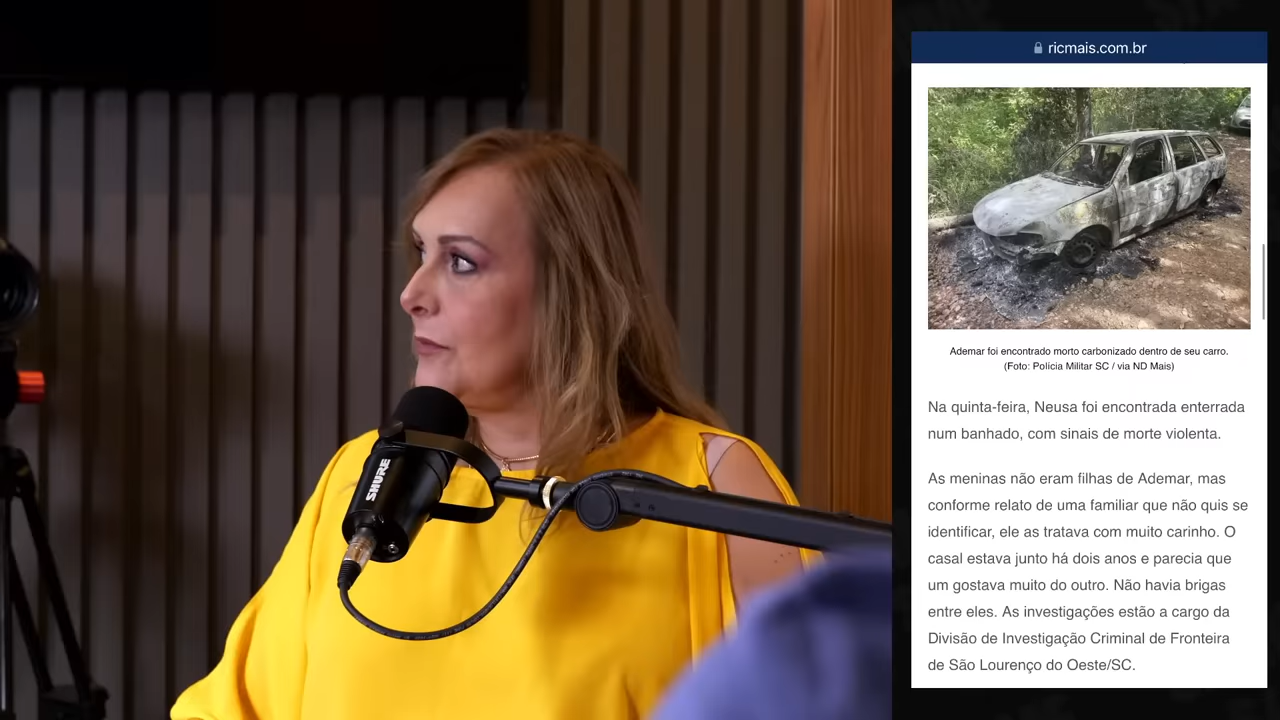 SHURE
ricmais.com.br
Ademar foi encontrado morto carbonizado dentro de seu carro.
(Foto: Polícia Militar SC / via ND Mais)
Na quinta-feira, Neusa foi encontrada enterrada
num banhado, com sinais de morte violenta.
As meninas não eram filhas de Ademar, mas
conforme relato de uma familiar que não quis se
identificar, ele as tratava com muito carinho. O
casal estava junto há dois anos e parecia que
um gostava muito do outro. Não havia brigas
entre eles. As investigações estão a cargo da
Divisão de Investigação Criminal de Fronteira
de São Lourenço do Oeste/SC.